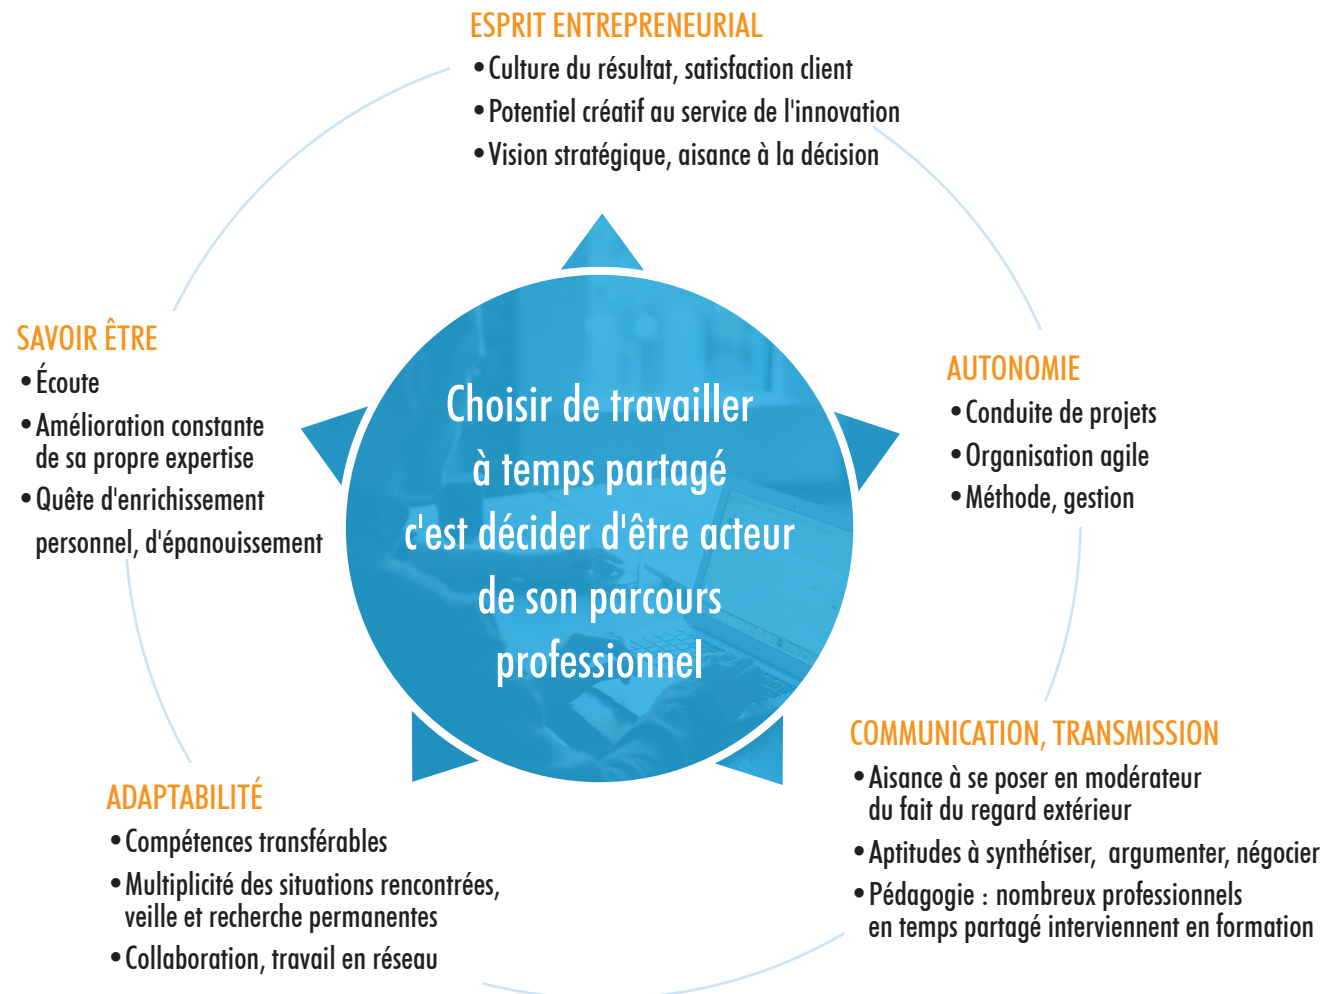 ESPRIT ENTREPRENEURIAL
•Culture du résultat, satisfaction client
•Potentiel créatif au service de l'innovation
•Vision stratégique, aisance à la décision
SAVOIR ÊTRE
•Écoute
•Amélioration constante
de sa propre expertise
•Quête d'enrichissement
personnel, d'épanouissement
Choisir de travailler
à temps partagé
c'est décider d'être acteur
de son parcours
professionnel
AUTONOMIE
•Conduite de projets
•Organisation agile
•Méthode, gestion
COMMUNICATION, TRANSMISSION
•Aisance à se poser en modérateur
du fait du regard extérieur
•Aptitudes à synthétiser, argumenter, négocier
•Pédagogie : nombreux professionnels
en temps partagé interviennent en formation
ADAPTABILITÉ
•Compétences transférables
•Multiplicité des situations rencontrées,
veille et recherche permanentes
•Collaboration, travail en réseau